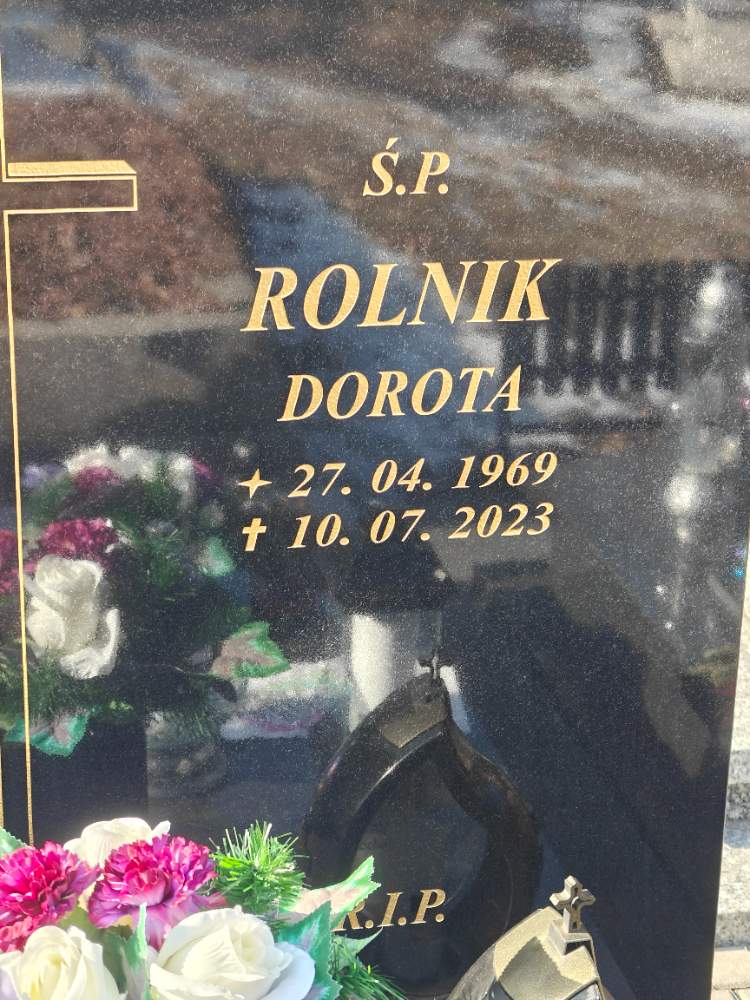 Ś.P.
ROLNIK
DOROTA
27. 04. 1969
✝ 10. 07. 2023
R.I.P.